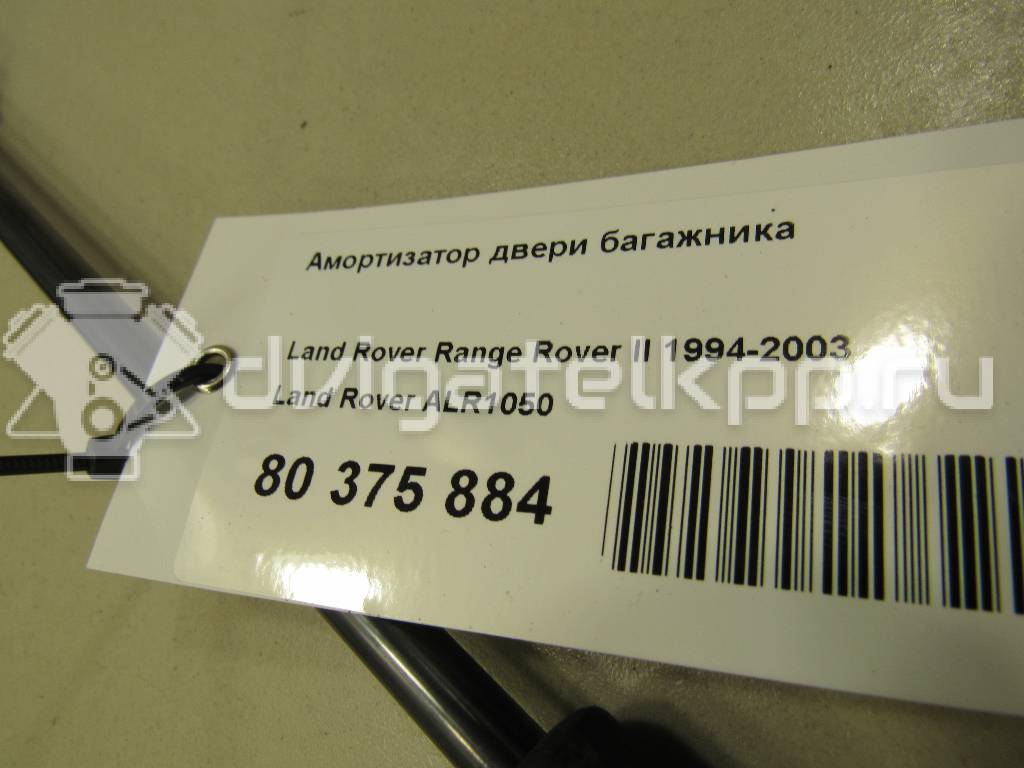 Амортизатор двери багажника
Land Rover Range Rover II 1994-2003
dvigatelkpp.ru
Land Rover ALR1050
80 375 884